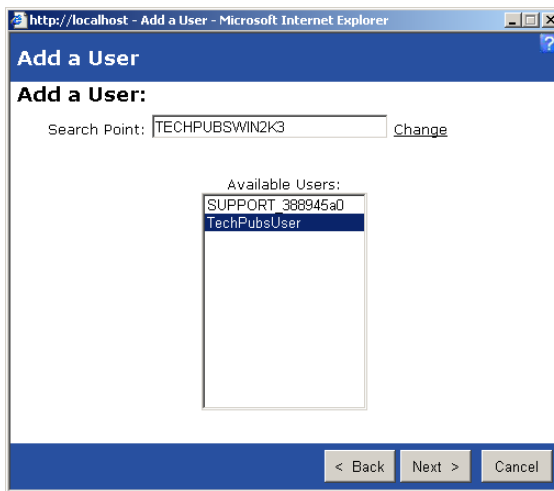 http://localhost - Add a User - Microsoft Internet Explorer
?
Add a User
Add a User:
Search Point: TECHPUBSWIN2K3 Change
Available Users:
SUPPORT_388945a0
TechPubsUser
< Back Next > Cancel